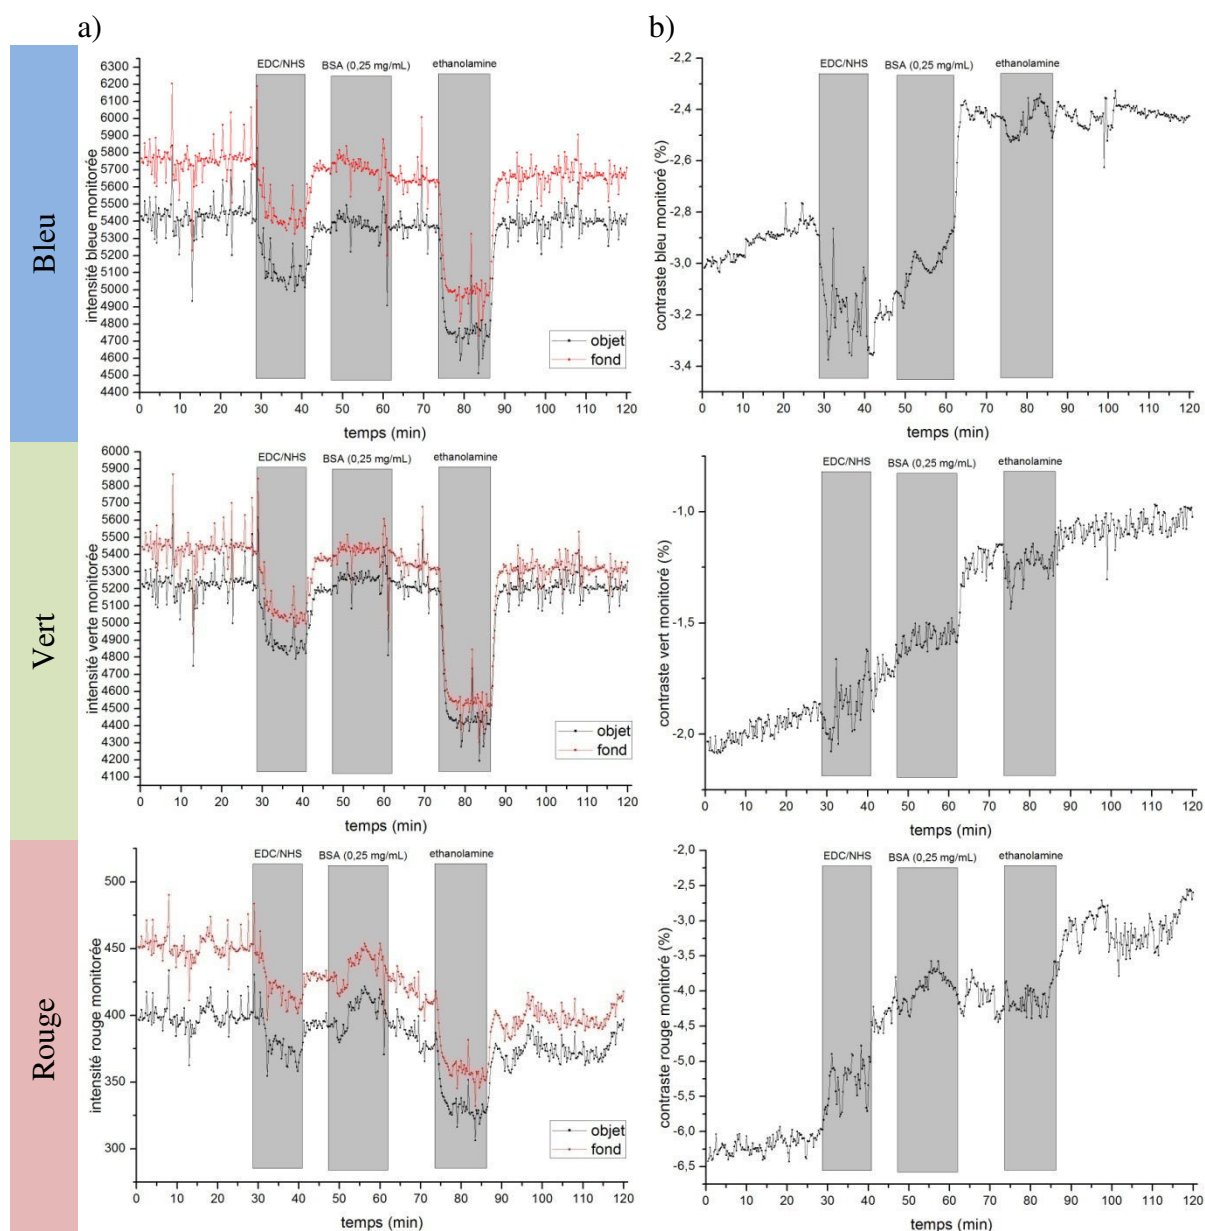 a)
b)
Bleu
intensité bleue monitorée
6300
6200
6100
6000
5900
5800
5700
5600
5500
5400
5300
5200
5100
5000
4900
4800
4700
4600
4500
4400
EDC/NHS
BSA (0,25 mg/mL)
ethanolamine
objet
fond
0 10 20 30 40 50 60 70 80 90 100 110 120
temps (min)
contraste bleu monitoré (%)
-2,2
-2,4
-2,6
-2,8
-3,0
-3,2
-3,4
EDC/NHS
BSA (0,25 mg/mL)
ethanolamine
0 10 20 30 40 50 60 70 80 90 100 110 120
temps (min)
Vert
intensité verte monitorée
6000
5900
5800
5700
5600
5500
5400
5300
5200
5100
5000
4900
4800
4700
4600
4500
4400
4300
4200
4100
EDC/NHS
BSA (0,25 mg/mL)
ethanolamine
objet
fond
0 10 20 30 40 50 60 70 80 90 100 110 120
temps (min)
contraste vert monitoré (%)
-1,0
-1,5
-2,0
EDC/NHS
BSA (0,25 mg/mL)
ethanolamine
0 10 20 30 40 50 60 70 80 90 100 110 120
temps (min)
Rouge
intensité rouge monitorée
500
450
400
350
300
EDC/NHS
BSA (0,25 mg/mL)
ethanolamine
objet
fond
0 10 20 30 40 50 60 70 80 90 100 110 120
temps (min)
contraste rouge monitoré (%)
-2,0
-2,5
-3,0
-3,5
-4,0
-4,5
-5,0
-5,5
-6,0
-6,5
EDC/NHS
BSA (0,25 mg/mL)
ethanolamine
0 10 20 30 40 50 60 70 80 90 100 110 120
temps (min)